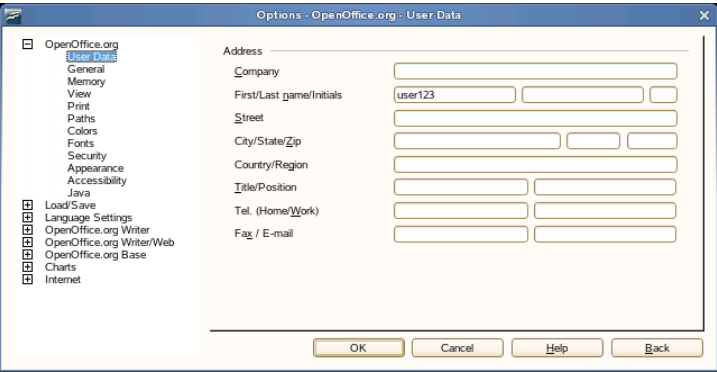 Options - OpenOffice.org - User Data
OpenOffice.org
User Data
General
Memory
View
Print
Paths
Colors
Fonts
Security
Appearance
Accessibility
Java
Load/Save
Language Settings
OpenOffice.org Writer
OpenOffice.org Writer/Web
OpenOffice.org Base
Charts
Internet
Address
Company
First/Last name/Initials user123
Street
City/State/Zip
Country/Region
Title/Position
Tel. (Home/Work)
Fax / E-mail
OK Cancel Help Back